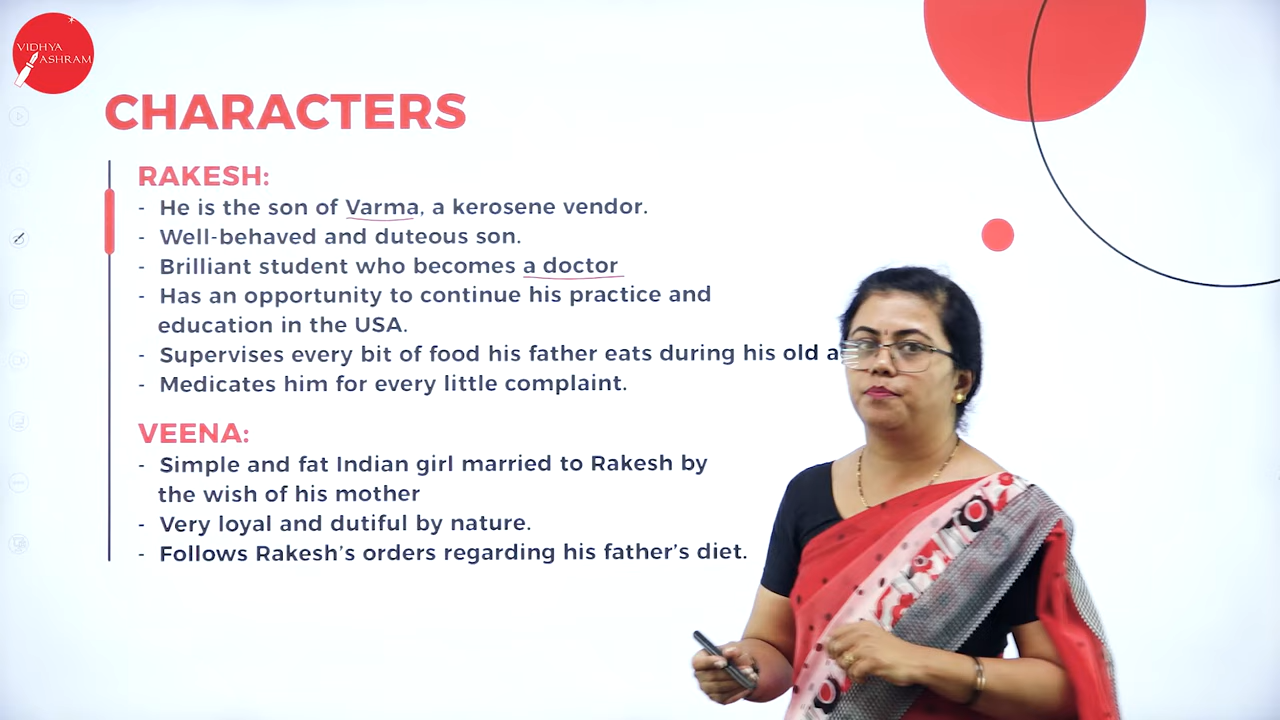 VIDHYA
ASHRAM
CHARACTERS
RAKESH:
- He is the son of Varma, a kerosene vendor.
- Well-behaved and duteous son.
- Brilliant student who becomes a doctor
- Has an opportunity to continue his practice and
education in the USA.
- Supervises every bit of food his father eats during his old
- Medicates him for every little complaint.
VEENA:
- Simple and fat Indian girl married to Rakesh by
the wish of his mother
- Very loyal and dutiful by nature.
- Follows Rakesh's orders regarding his father's diet.